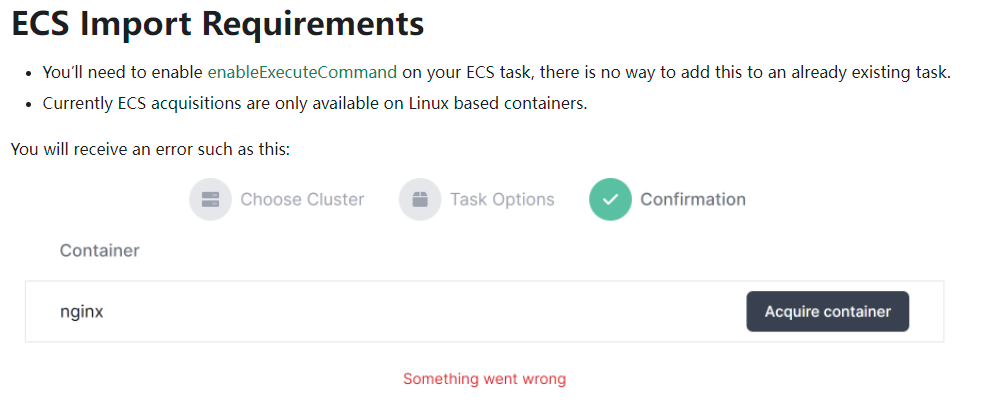 ECS Import Requirements
• You’ll need to enable enableExecuteCommand on your ECS task, there is no way to add this to an already existing task.
• Currently ECS acquisitions are only available on Linux based containers.
You will receive an error such as this:
Choose Cluster Task Options Confirmation
Container
nginx Acquire container
Something went wrong